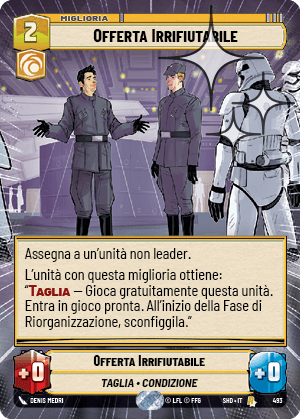 MIGLIORIA
2
OFFERTA IRRIFIUTABILE
Assegna a un'unità non leader.
L'unità con questa miglioria ottiene:
"TAGLIA – Gioca gratuitamente questa unità.
Entra in gioco pronta. All'inizio della Fase di
Riorganizzazione, sconfiggila."
+0
OFFERTA IRRIFIUTABILE
+0
TAGLIA • CONDIZIONE
DENIS MEDRI
© LFL © FFG
SHD • IT
493